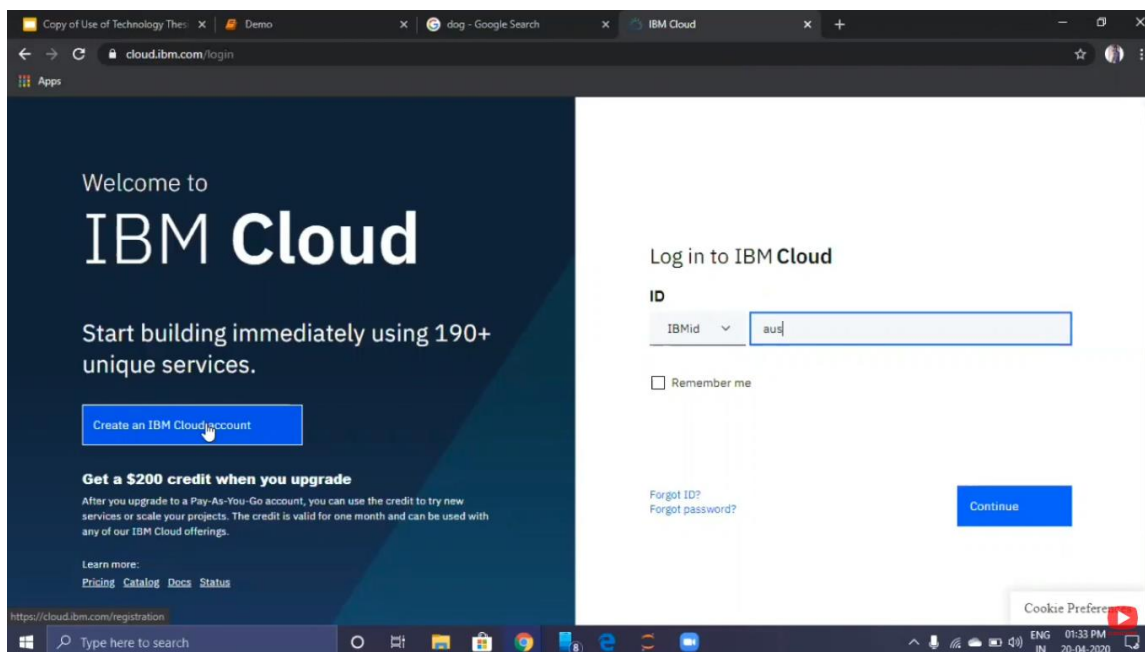 Copy of Use of Technology Thes
Demo
dog - Google Search
IBM Cloud
cloud.ibm.com/login
Apps
Welcome to
IBM Cloud
Start building immediately using 190+
unique services.
Create an IBM Cloud account
Get a $200 credit when you upgrade
After you upgrade to a Pay-As-You-Go account, you can use the credit to try new
services or scale your projects. The credit is valid for one month and can be used with
any of our IBM Cloud offerings.
Learn more:
Pricing Catalog Docs Status
https://cloud.ibm.com/registration
Log in to IBM Cloud
ID
IBMid
aus
Remember me
Forgot ID?
Forgot password?
Continue
Cookie Preferences
Type here to search
8
ENG
IN
01:33 PM
20-04-2020